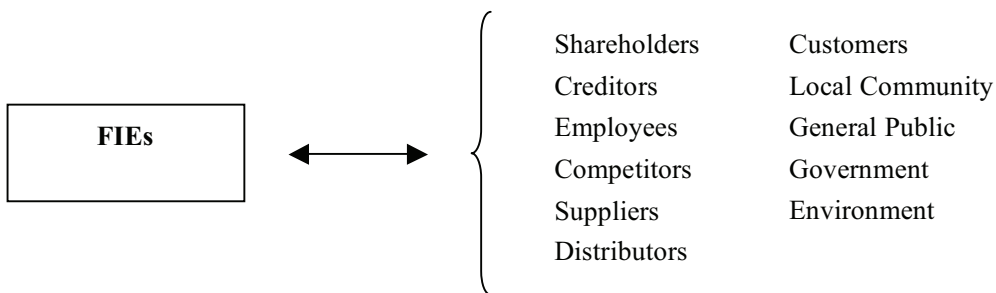 FIEs
Shareholders
Creditors
Employees
Competitors
Suppliers
Distributors
Customers
Local Community
General Public
Government
Environment